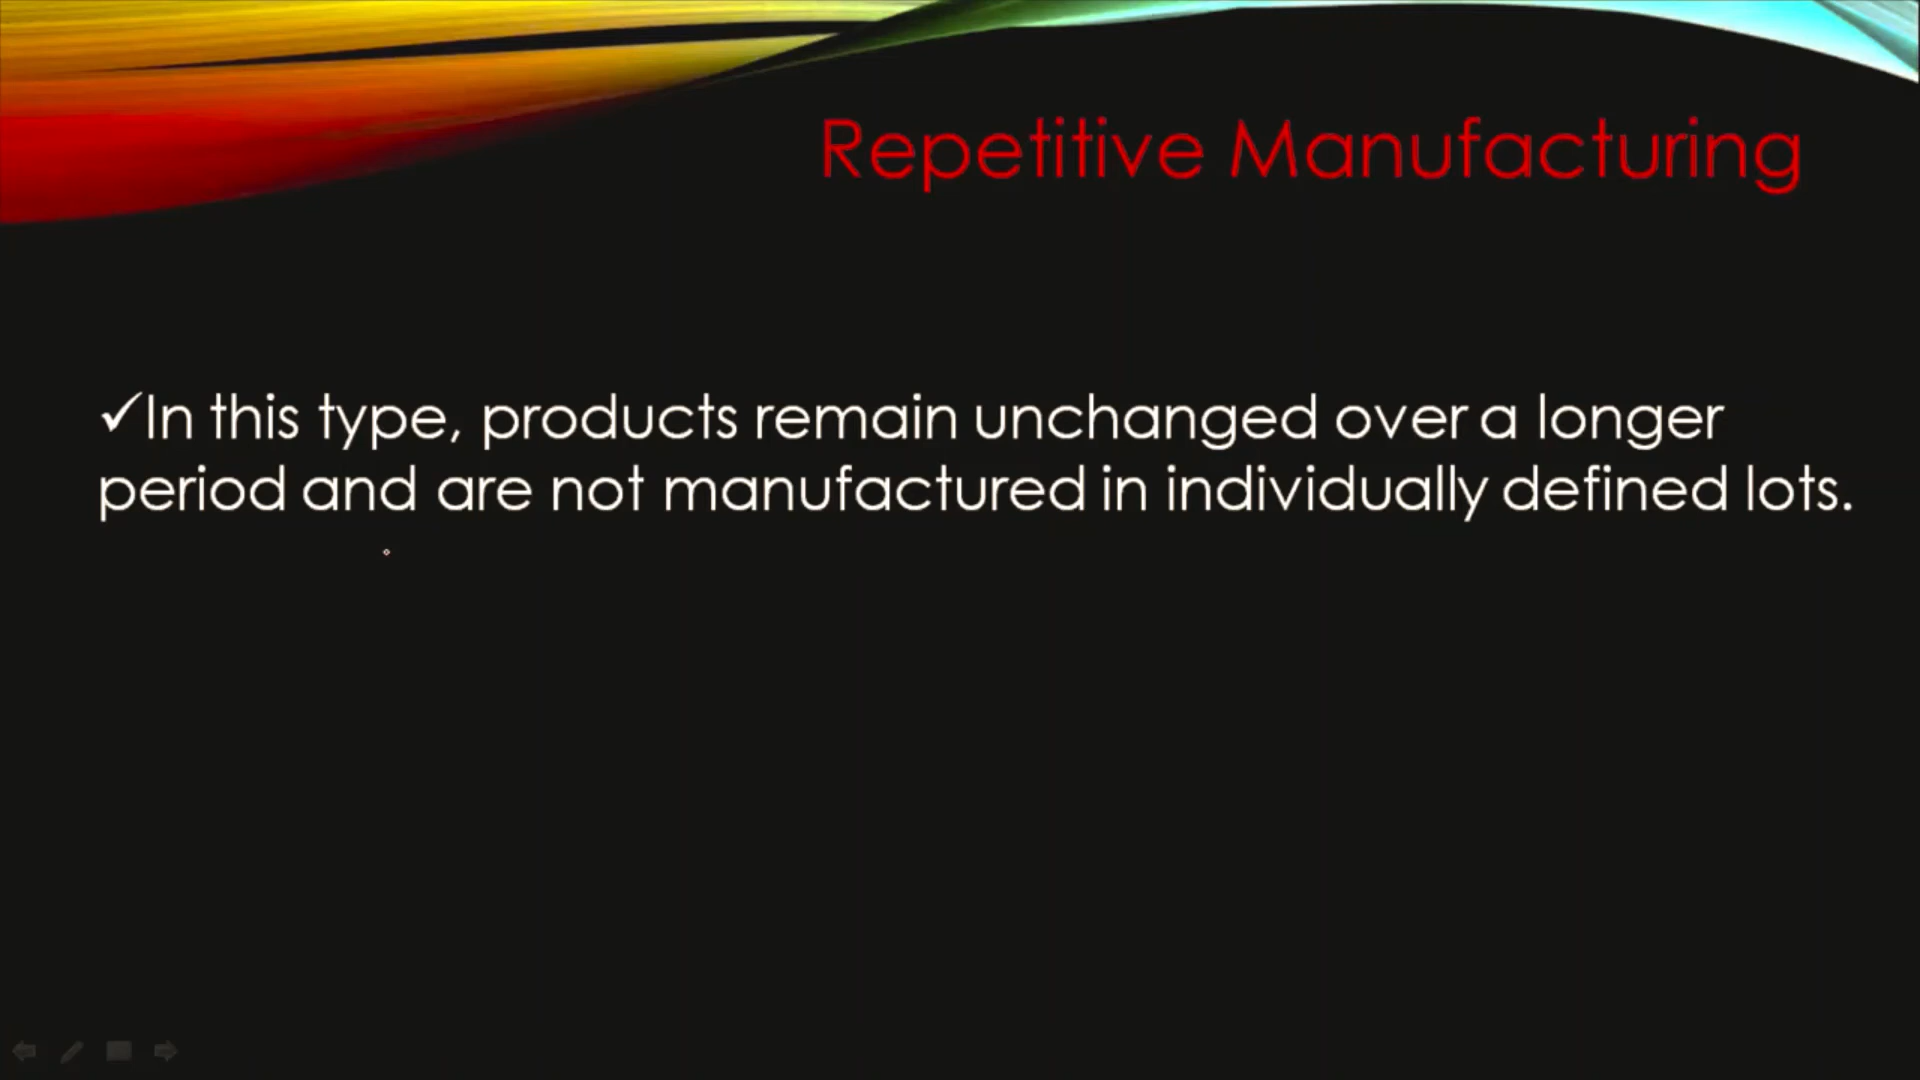 Repetitive Manufacturing
✓In this type, products remain unchanged over a longer
period and are not manufactured in individually defined lots.